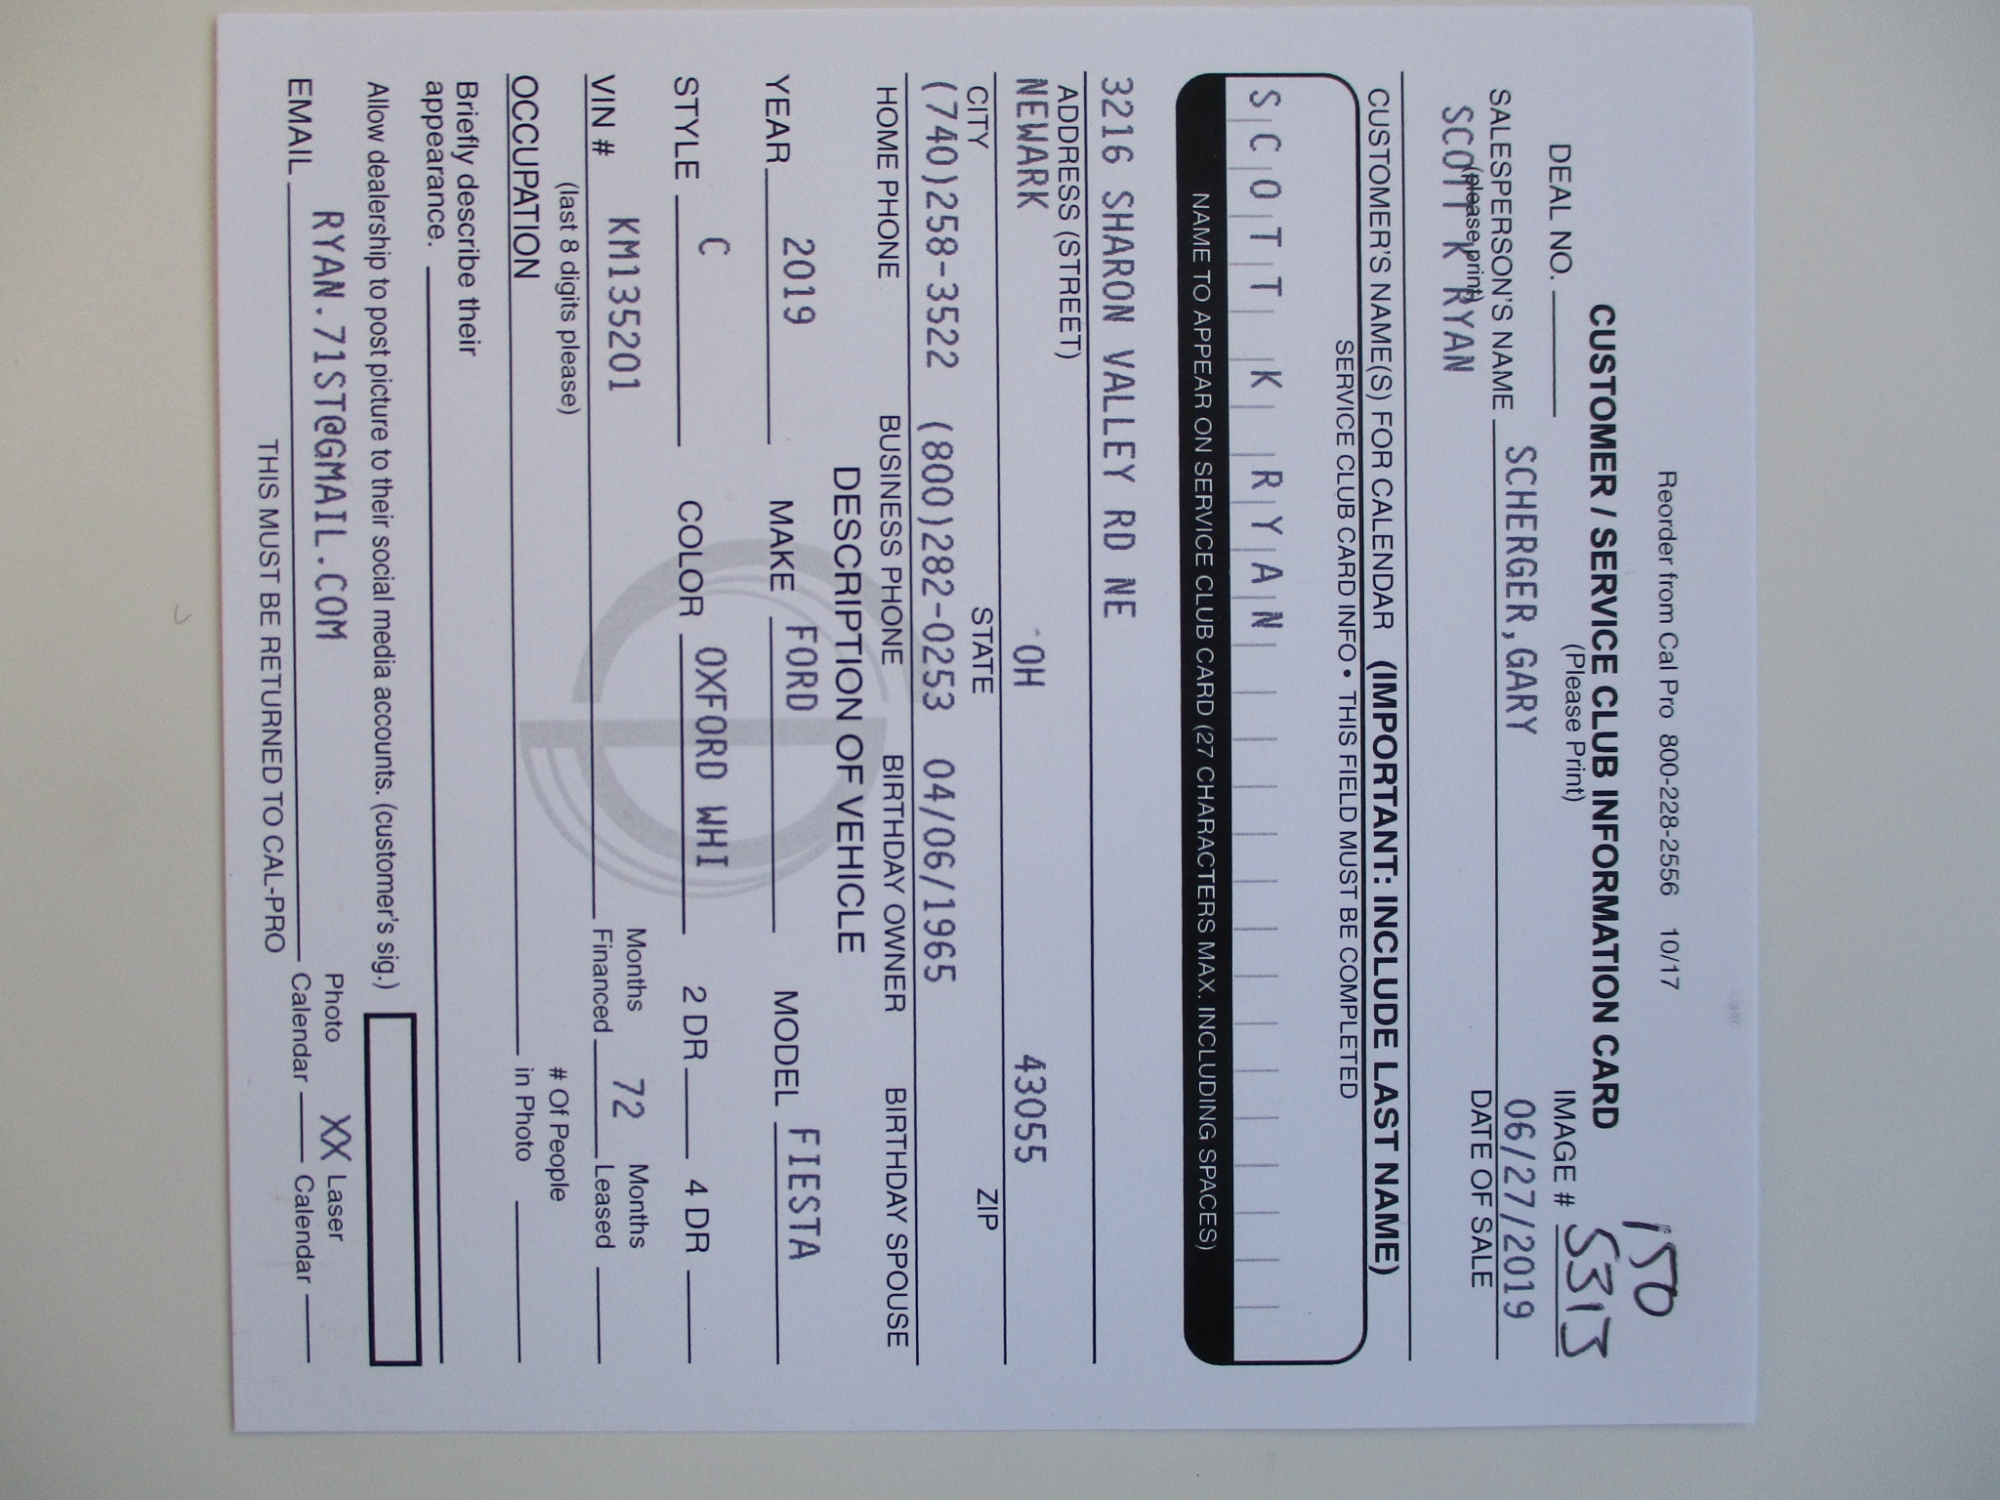 Reorder from Cal Pro 800-228-2556 10/17
150
CUSTOMER / SERVICE CLUB INFORMATION CARD
(Please Print)
DEAL NO. IMAGE # 5313
SALESPERSON'S NAME SCHERGER,GARY 06/27/2019
(please print) DATE OF SALE
SCOTT K RYAN
CUSTOMER'S NAME(S) FOR CALENDAR (IMPORTANT: INCLUDE LAST NAME)
SERVICE CLUB CARD INFO • THIS FIELD MUST BE COMPLETED
SCOTT K RYAN
NAME TO APPEAR ON SERVICE CLUB CARD (27 CHARACTERS MAX. INCLUDING SPACES)
3216 SHARON VALLEY RD NE
ADDRESS (STREET)
NEWARK OH 43055
CITY STATE ZIP
(740)258-3522 (800)282-0253 04/06/1965
HOME PHONE BUSINESS PHONE BIRTHDAY OWNER BIRTHDAY SPOUSE
DESCRIPTION OF VEHICLE
YEAR 2019 MAKE FORD MODEL FIESTA
STYLE C COLOR OXFORD WHI 2 DR 4 DR
VIN # KM135201 Months Financed 72 Months Leased
(last 8 digits please)
OCCUPATION # Of People in Photo
Briefly describe their
appearance.
Allow dealership to post picture to their social media accounts. (customer's sig.)
EMAIL RYAN.71ST@GMAIL.COM Photo Calendar XX Laser Calendar
THIS MUST BE RETURNED TO CAL-PRO